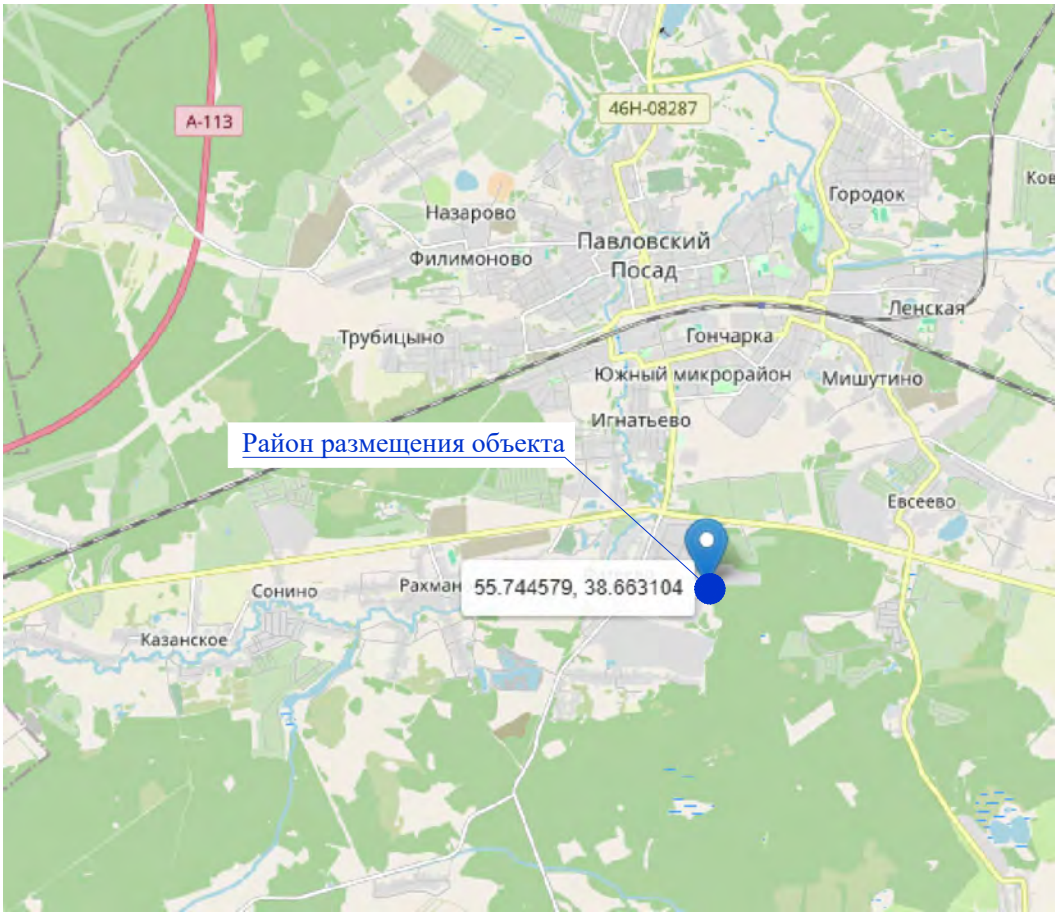 46Н-08287
А-113
Ков
Городок
Назарово
Павловский
Посад
Филимоново
Ленская
Трубицыно
Гончарка
Южный микрорайон
Мишутино
Игнатьево
Район размещения объекта
Евсеево
Сонино
Рахман
55.744579, 38.663104
Казанское